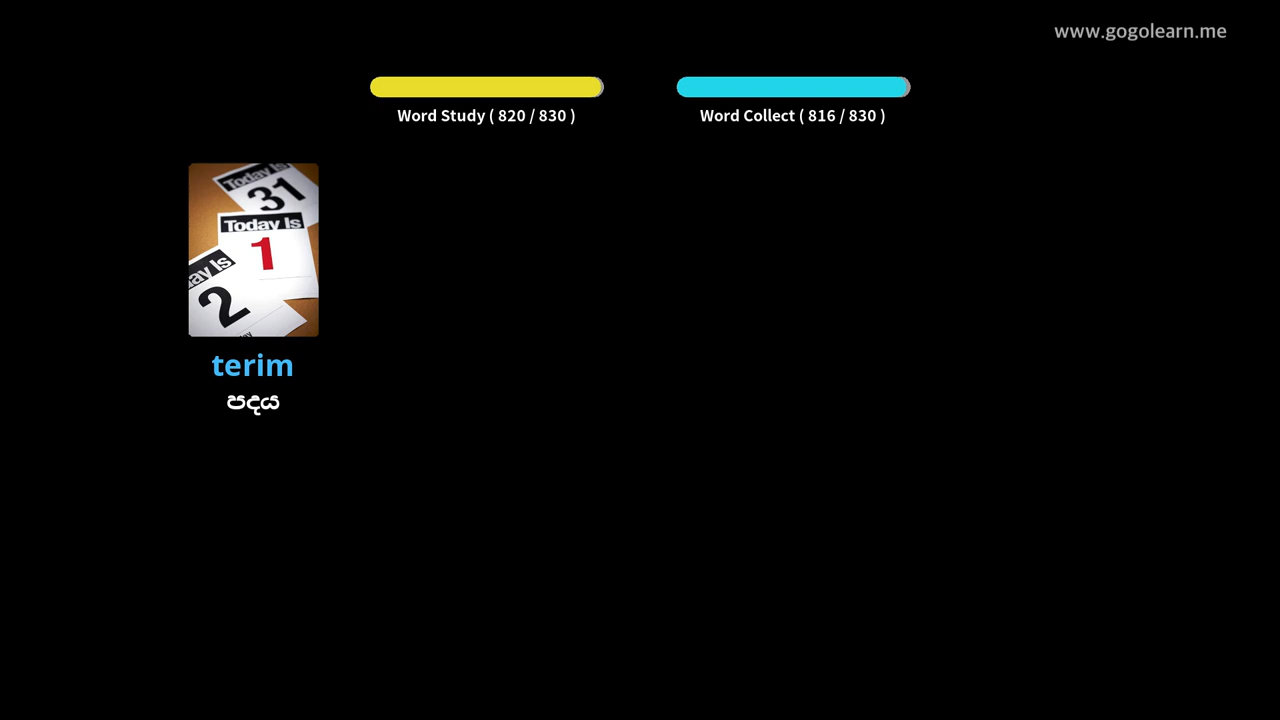 www.gogolearn.me
Word Study ( 820 / 830 )
Word Collect ( 816 / 830 )
Today Is
31
Today Is
1
ay Is
2
terim
පදය